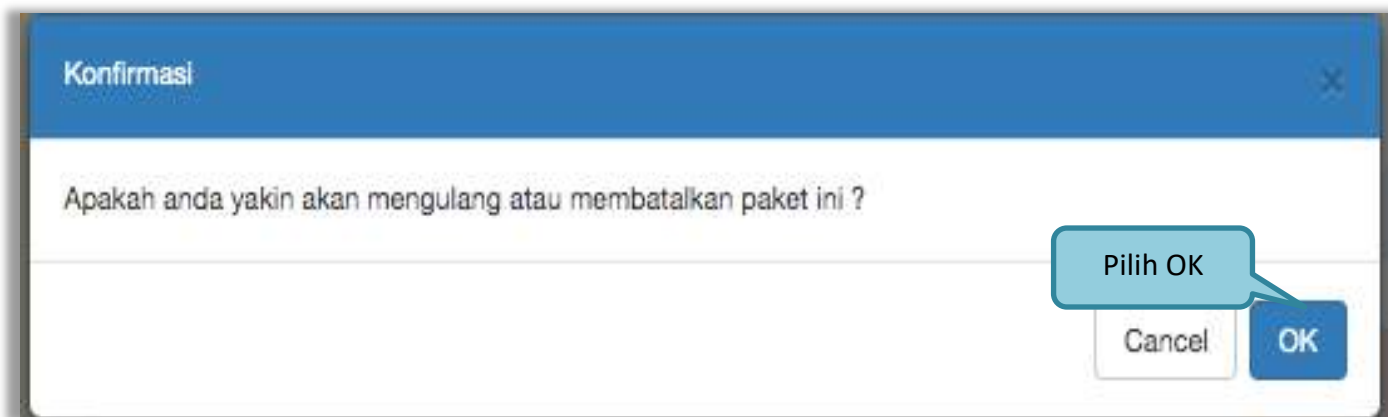 Konfirmasi
×
Apakah anda yakin akan mengulang atau membatalkan paket ini ?
Pilih OK
Cancel
OK